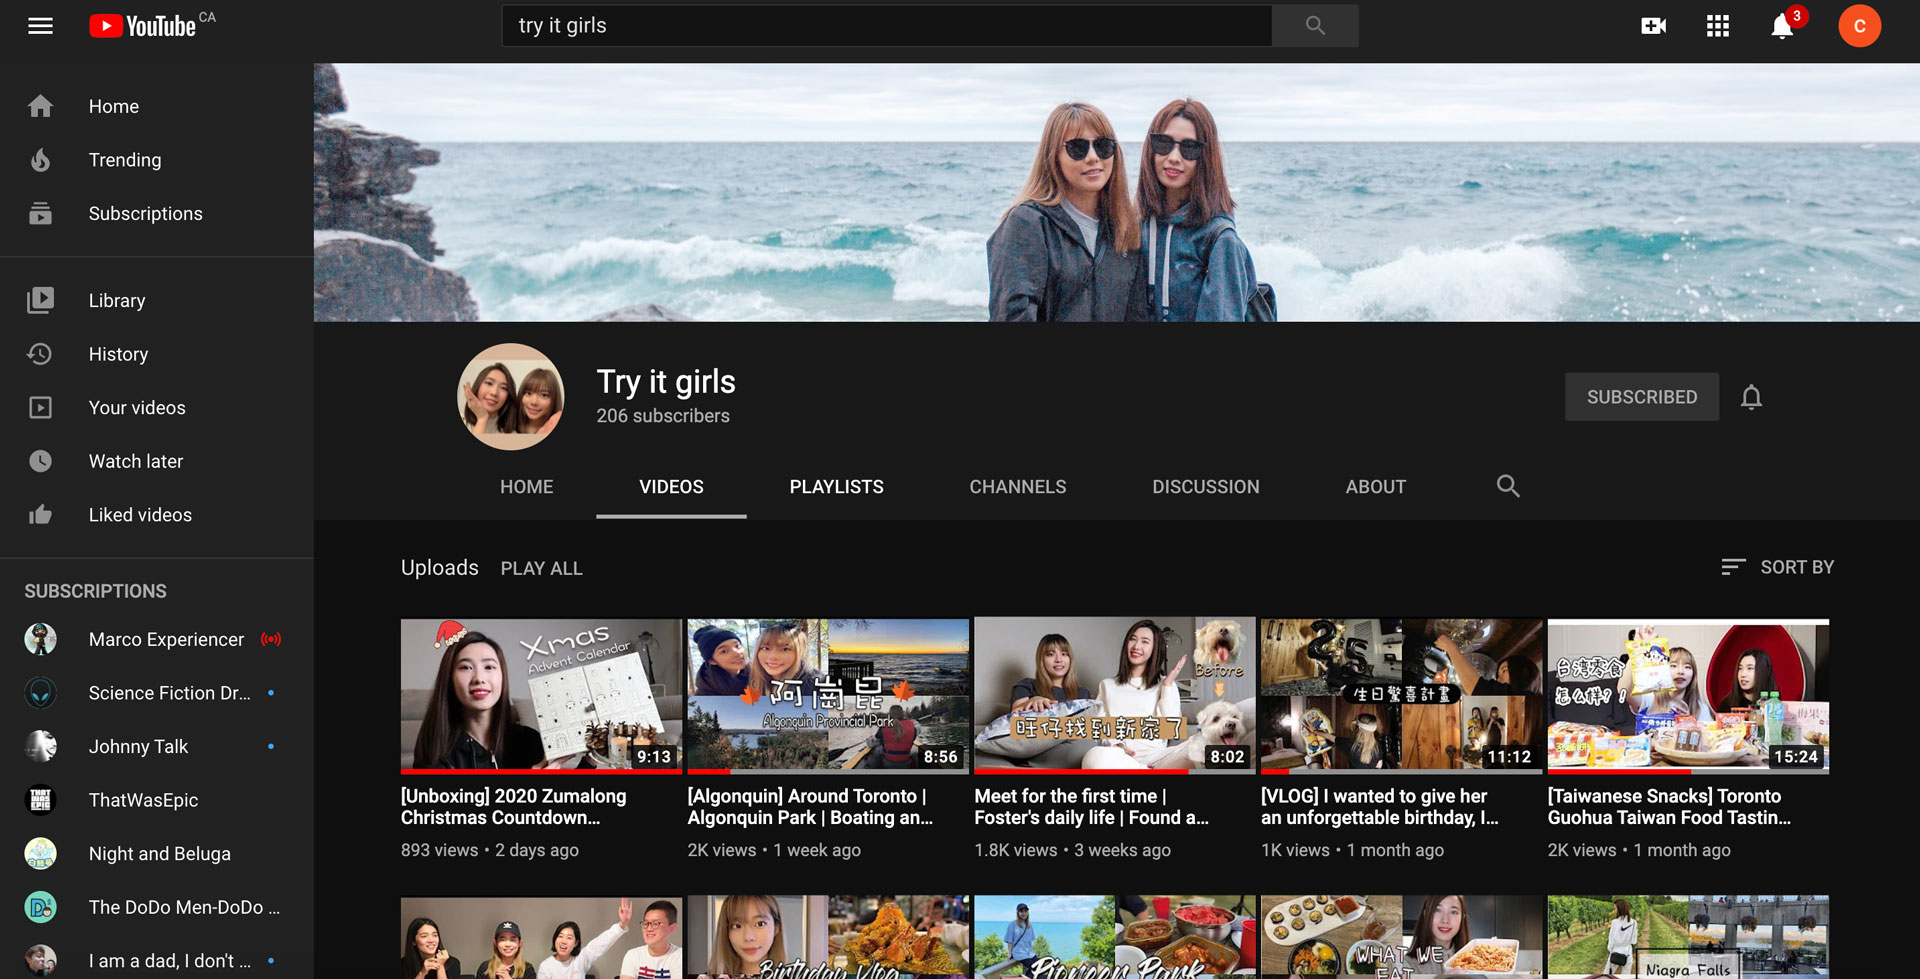 YouTube CA
try it girls
3
C
Home
Trending
Subscriptions
Library
History
Your videos
Watch later
Liked videos
SUBSCRIPTIONS
Marco Experiencer
Science Fiction Dr...
Johnny Talk
ThatWasEpic
Night and Beluga
The DoDo Men-DoDo ...
I am a dad, I don't ...
Try it girls
206 subscribers
SUBSCRIBED
HOME
VIDEOS
PLAYLISTS
CHANNELS
DISCUSSION
ABOUT
Uploads
PLAY ALL
SORT BY
Xmas
Advent Calendar
9:13
[Unboxing] 2020 Zumalong
Christmas Countdown...
893 views • 2 days ago
阿崗昆
Algonquin Provincial Park
8:56
[Algonquin] Around Toronto |
Algonquin Park | Boating an...
2K views • 1 week ago
Before
旺仔找到新家了
8:02
Meet for the first time |
Foster's daily life | Found a...
1.8K views • 3 weeks ago
25
生日驚喜計畫
11:12
[VLOG] I wanted to give her
an unforgettable birthday, I...
1K views • 1 month ago
台湾零食
怎么样?!
15:24
[Taiwanese Snacks] Toronto
Guohua Taiwan Food Tastin...
2K views • 1 month ago
Birthday Vlog
Pioneer Park
WHAT WE
EAT
Niagra Falls